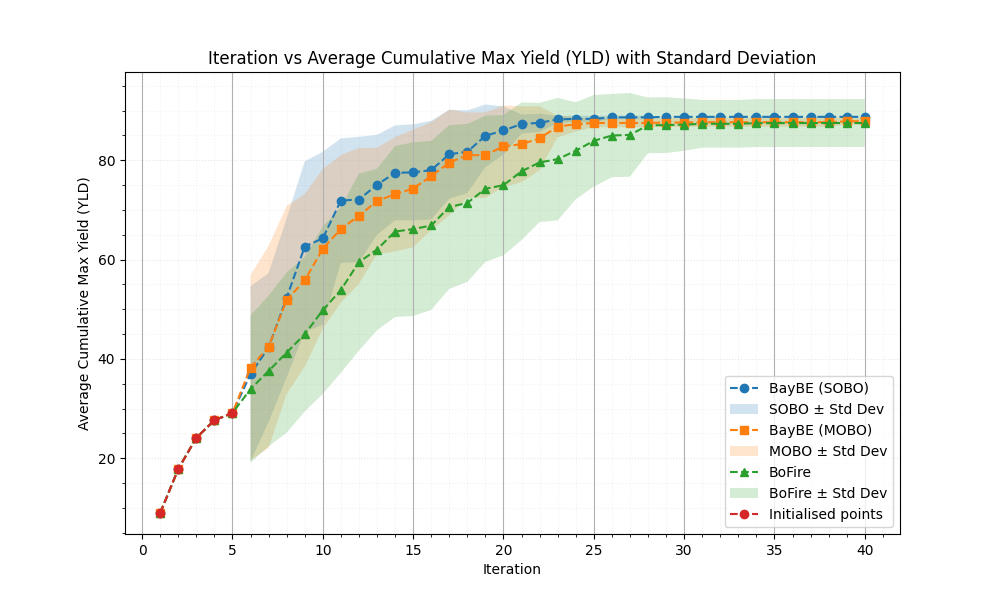 Iteration vs Average Cumulative Max Yield (YLD) with Standard Deviation
Average Cumulative Max Yield (YLD)
80
60
40
20
0 5 10 15 20 25 30 35 40
Iteration
BayBE (SOBO)
SOBO ± Std Dev
BayBE (MOBO)
MOBO ± Std Dev
BoFire
BoFire ± Std Dev
Initialised points